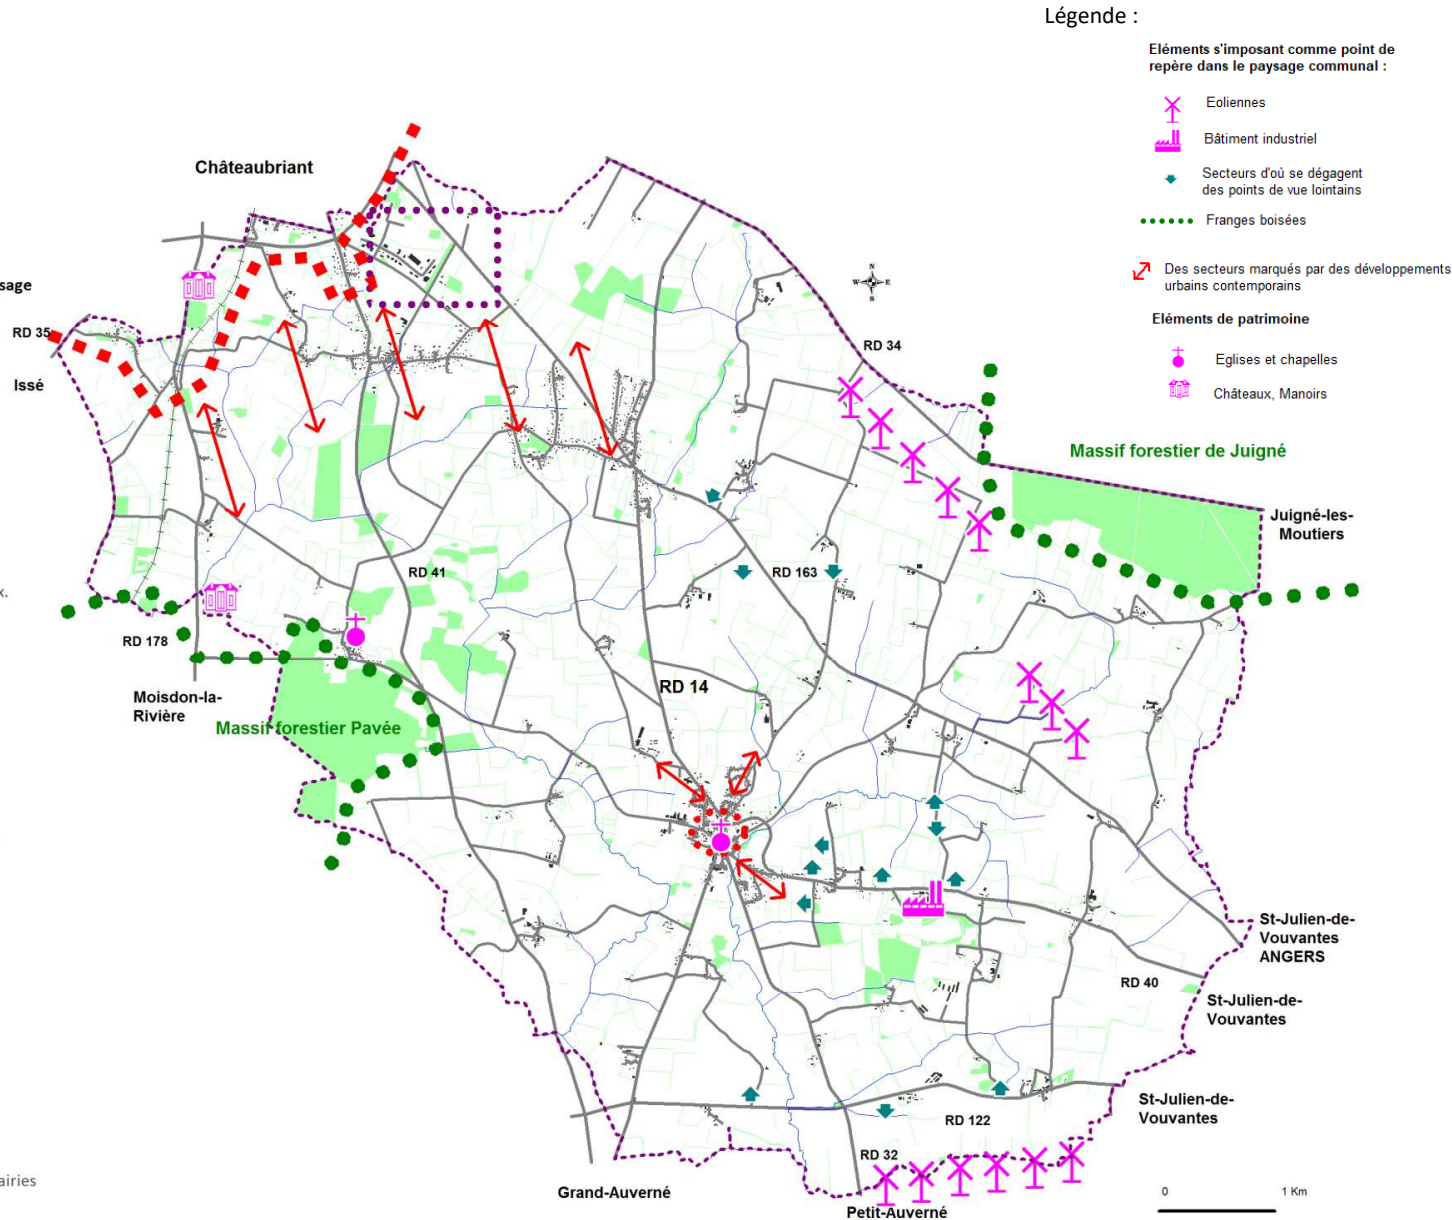 Légende :
Eléments s'imposant comme point de
repère dans le paysage communal :
Eoliennes
Bâtiment industriel
Secteurs d'où se dégagent
des points de vue lointains
Franges boisées
Des secteurs marqués par des développements
urbains contemporains
Eléments de patrimoine
Eglises et chapelles
Châteaux, Manoirs
Châteaubriant
sage
RD 35
Issé
N
W E
S
RD 34
Massif forestier de Juigné
Juigné-les-
Moutiers
RD 41
RD 163
x.
RD 178
Moisdon-la-
Rivière
Massif forestier Pavée
RD 14
St-Julien-de-
Vouvantes
ANGERS
RD 40
St-Julien-de-
Vouvantes
St-Julien-de-
Vouvantes
RD 122
RD 32
airies
Grand-Auverné
Petit-Auverné
0 1 Km